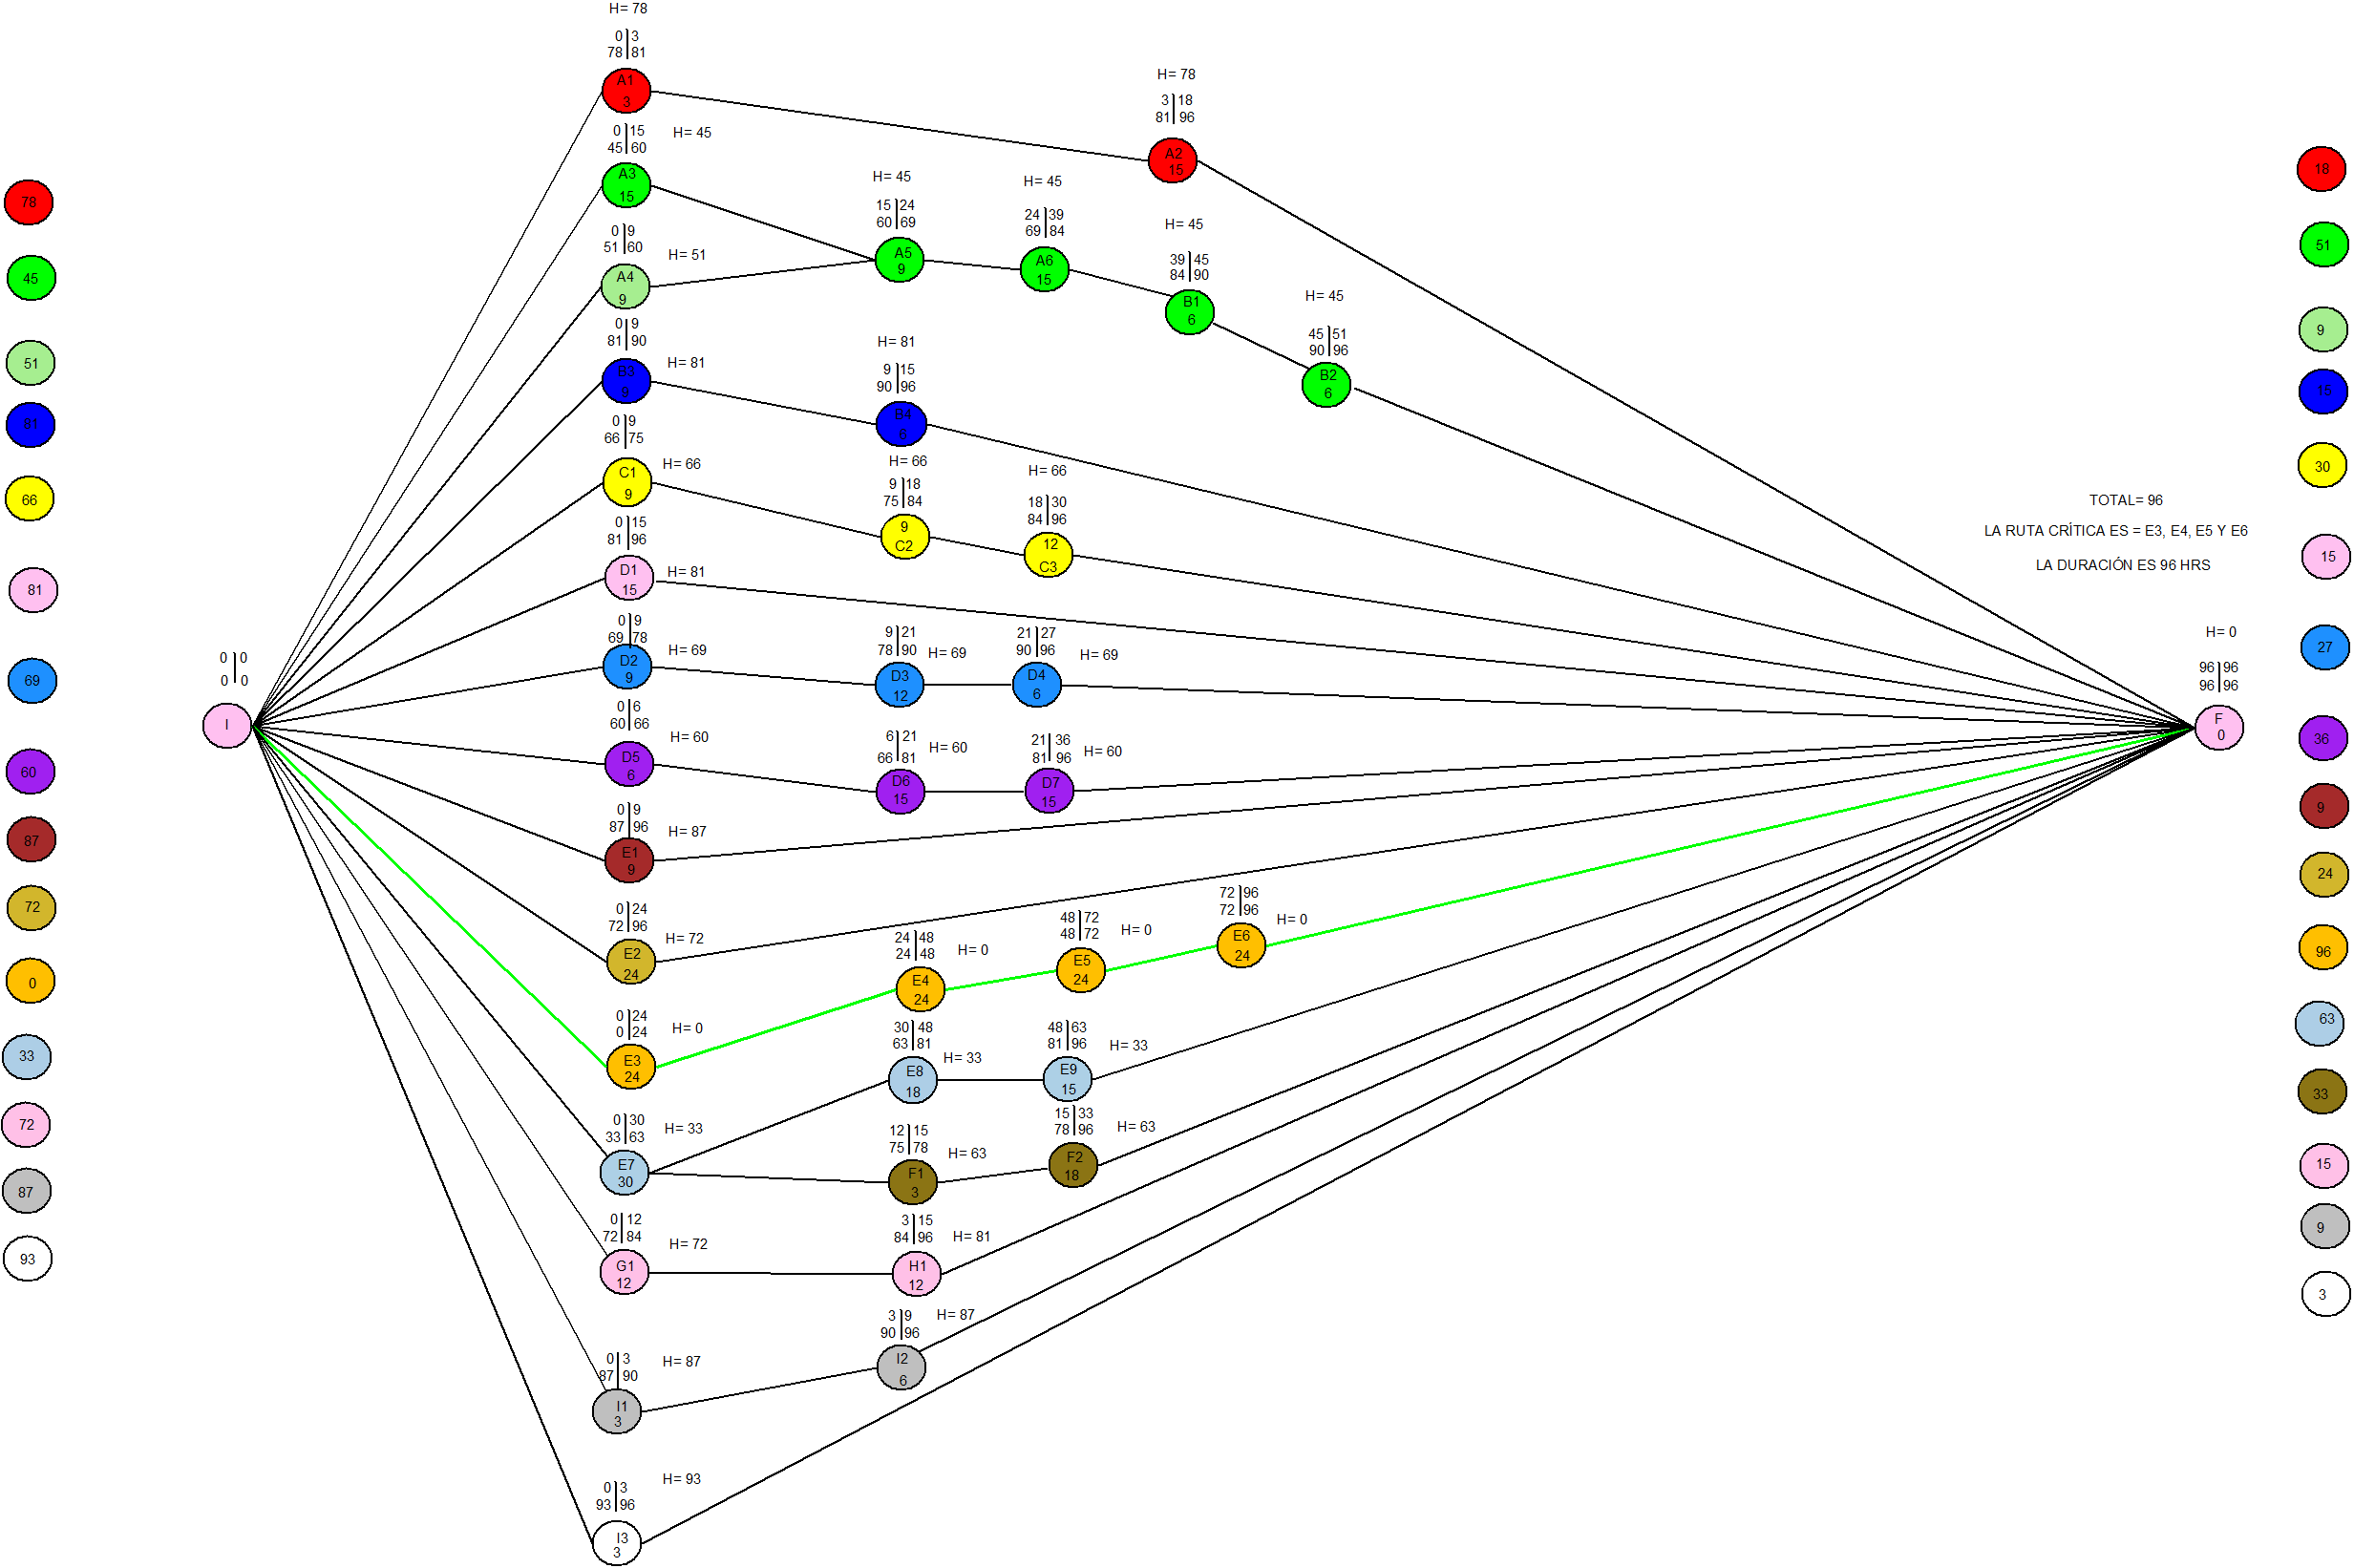 H= 78
0 3
78 81
A1
3
H= 78
3 18
81 96
A2
15
0 15
45 60
H= 45
A3
15
H= 45
15 24
60 69
A5
9
H= 45
24 39
69 84
A6
15
H= 45
39 45
84 90
B1
6
H= 45
45 51
90 96
B2
6
0 9
51 60
H= 51
A4
9
0 9
81 90
H= 81
B3
9
H= 81
9 15
90 96
B4
6
0 9
66 75
H= 66
C1
9
H= 66
9 18
75 84
9
C2
H= 66
18 30
84 96
12
C3
0 15
81 96
H= 81
D1
15
0 9
69 78
H= 69
D2
9
9 21
78 90
H= 69
D3
12
21 27
90 96
H= 69
D4
6
0 0
0 0
I
0 6
60 66
H= 60
D5
6
6 21
66 81
H= 60
D6
15
21 36
81 96
H= 60
D7
15
0 9
87 96
H= 87
E1
9
0 24
72 96
H= 72
E2
24
0 24
0 24
H= 0
E3
24
24 48
24 48
H= 0
E4
24
48 72
48 72
H= 0
E5
24
72 96
72 96
H= 0
E6
24
0 30
33 63
H= 33
E7
30
30 48
63 81
H= 33
E8
18
48 63
81 96
H= 33
E9
15
12 15
75 78
H= 63
F1
3
15 33
78 96
H= 63
F2
18
0 12
72 84
H= 72
G1
12
3 15
84 96
H= 81
H1
12
0 3
87 90
H= 87
I1
3
3 9
90 96
H= 87
I2
6
0 3
93 96
H= 93
I3
3
TOTAL= 96
LA RUTA CRÍTICA ES = E3, E4, E5 Y E6
LA DURACIÓN ES 96 HRS
H= 0
96 96
96 96
F
0
78
45
51
81
66
81
69
60
87
72
0
33
72
87
93
18
51
9
15
30
15
27
36
9
24
96
63
33
15
9
3